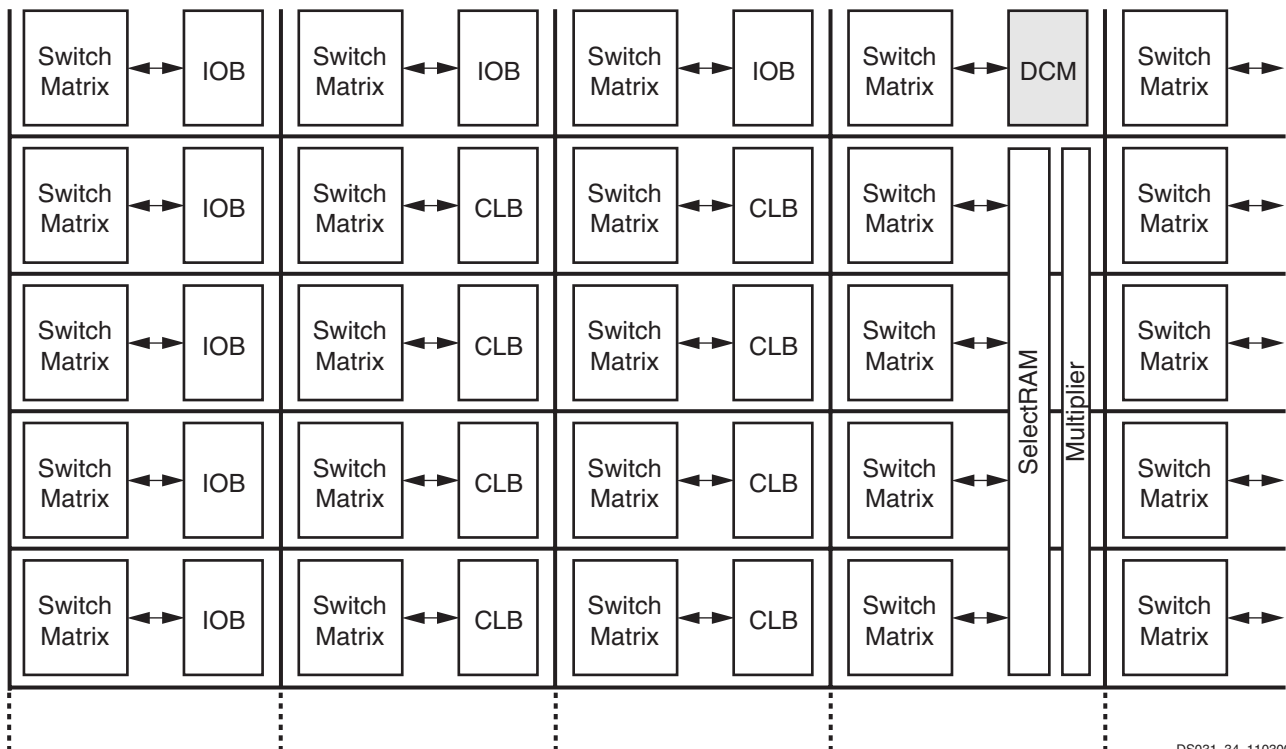 Switch Matrix IOB Switch Matrix IOB Switch Matrix IOB Switch Matrix DCM Switch Matrix
Switch Matrix IOB Switch Matrix CLB Switch Matrix CLB Switch Matrix Switch Matrix
Switch Matrix IOB Switch Matrix CLB Switch Matrix CLB Switch Matrix Switch Matrix
SelectRAM
Multiplier
Switch Matrix IOB Switch Matrix CLB Switch Matrix CLB Switch Matrix Switch Matrix
Switch Matrix IOB Switch Matrix CLB Switch Matrix CLB Switch Matrix Switch Matrix